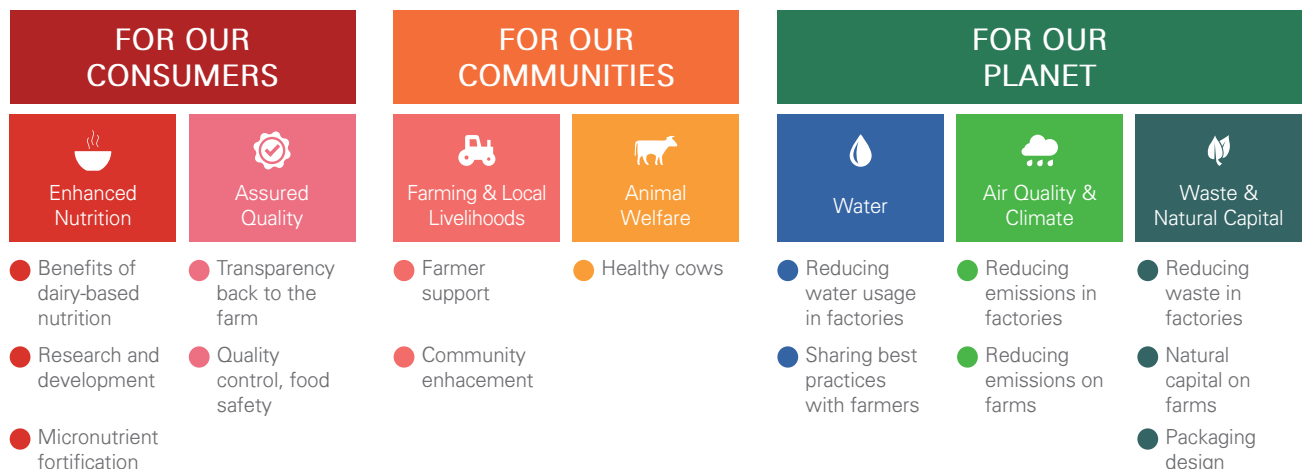 FOR OUR
CONSUMERS
FOR OUR
COMMUNITIES
FOR OUR
PLANET
Enhanced
Nutrition
Assured
Quality
Farming & Local
Livelihoods
Animal
Welfare
Water
Air Quality &
Climate
Waste &
Natural Capital
Benefits of
dairy-based
nutrition
Research and
development
Micronutrient
fortification
Transparency
back to the
farm
Quality
control, food
safety
Farmer
support
Community
enhacement
Healthy cows
Reducing
water usage
in factories
Sharing best
practices
with farmers
Reducing
emissions in
factories
Reducing
emissions on
farms
Reducing
waste in
factories
Natural
capital on
farms
Packaging
design